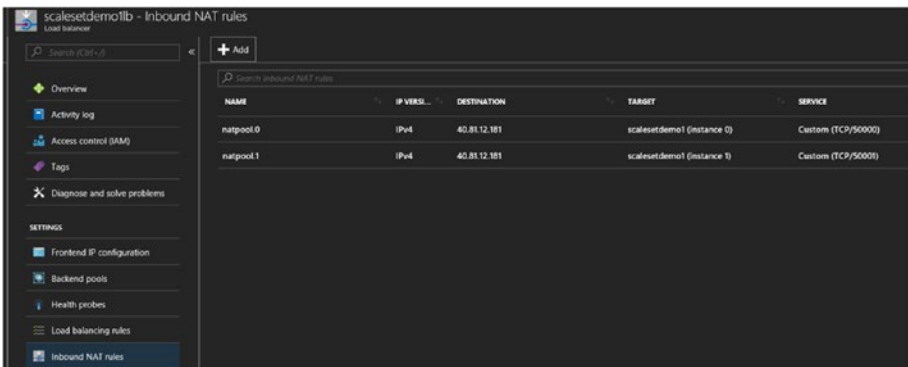 scalesetdemo1lb - Inbound NAT rules
Load balancer
Search (Ctrl+/)
«
Add
Search inbound NAT rules
Overview
Activity log
Access control (IAM)
Tags
Diagnose and solve problems
SETTINGS
Frontend IP configuration
Backend pools
Health probes
Load balancing rules
Inbound NAT rules
NAME IP VERSI... DESTINATION TARGET SERVICE
natpool.0 IPv4 40.81.12.181 scalesetdemo1 (instance 0) Custom (TCP/50000)
natpool.1 IPv4 40.81.12.181 scalesetdemo1 (instance 1) Custom (TCP/50001)